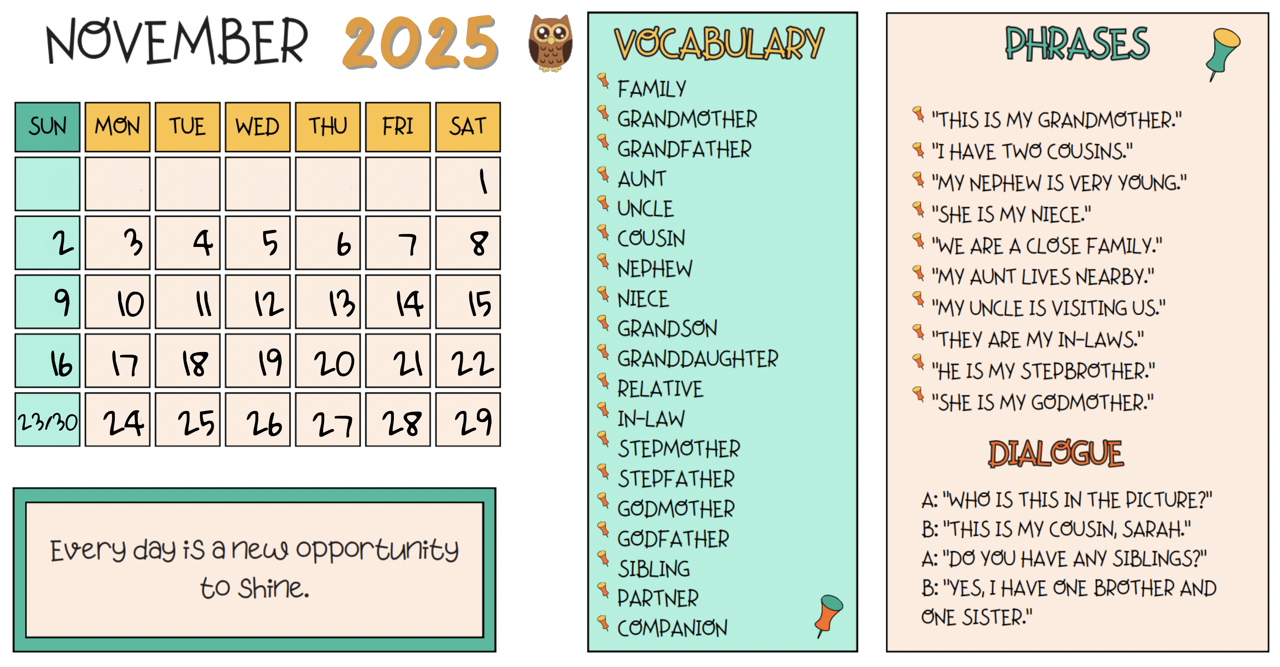 NOVEMBER 2025
SUN MON TUE WED THU FRI SAT
1
2 3 4 5 6 7 8
9 10 11 12 13 14 15
16 17 18 19 20 21 22
23/30 24 25 26 27 28 29
Every day is a new opportunity
to shine.
VOCABULARY
FAMILY
GRANDMOTHER
GRANDFATHER
AUNT
UNCLE
COUSIN
NEPHEW
NIECE
GRANDSON
GRANDDAUGHTER
RELATIVE
IN-LAW
STEPMOTHER
STEPFATHER
GODMOTHER
GODFATHER
SIBLING
PARTNER
COMPANION
PHRASES
"THIS IS MY GRANDMOTHER."
"I HAVE TWO COUSINS."
"MY NEPHEW IS VERY YOUNG."
"SHE IS MY NIECE."
"WE ARE A CLOSE FAMILY."
"MY AUNT LIVES NEARBY."
"MY UNCLE IS VISITING US."
"THEY ARE MY IN-LAWS."
"HE IS MY STEPBROTHER."
"SHE IS MY GODMOTHER."
DIALOGUE
A: "WHO IS THIS IN THE PICTURE?"
B: "THIS IS MY COUSIN, SARAH."
A: "DO YOU HAVE ANY SIBLINGS?"
B: "YES, I HAVE ONE BROTHER AND
ONE SISTER."